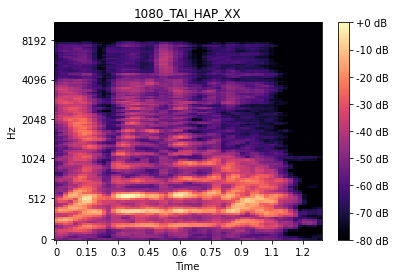 1080_TAI_HAP_XX
8192
4096
2048
1024
512
0
Hz
0 0.15 0.3 0.45 0.6 0.75 0.9 1.1 1.2
Time
+0 dB
-10 dB
-20 dB
-30 dB
-40 dB
-50 dB
-60 dB
-70 dB
-80 dB